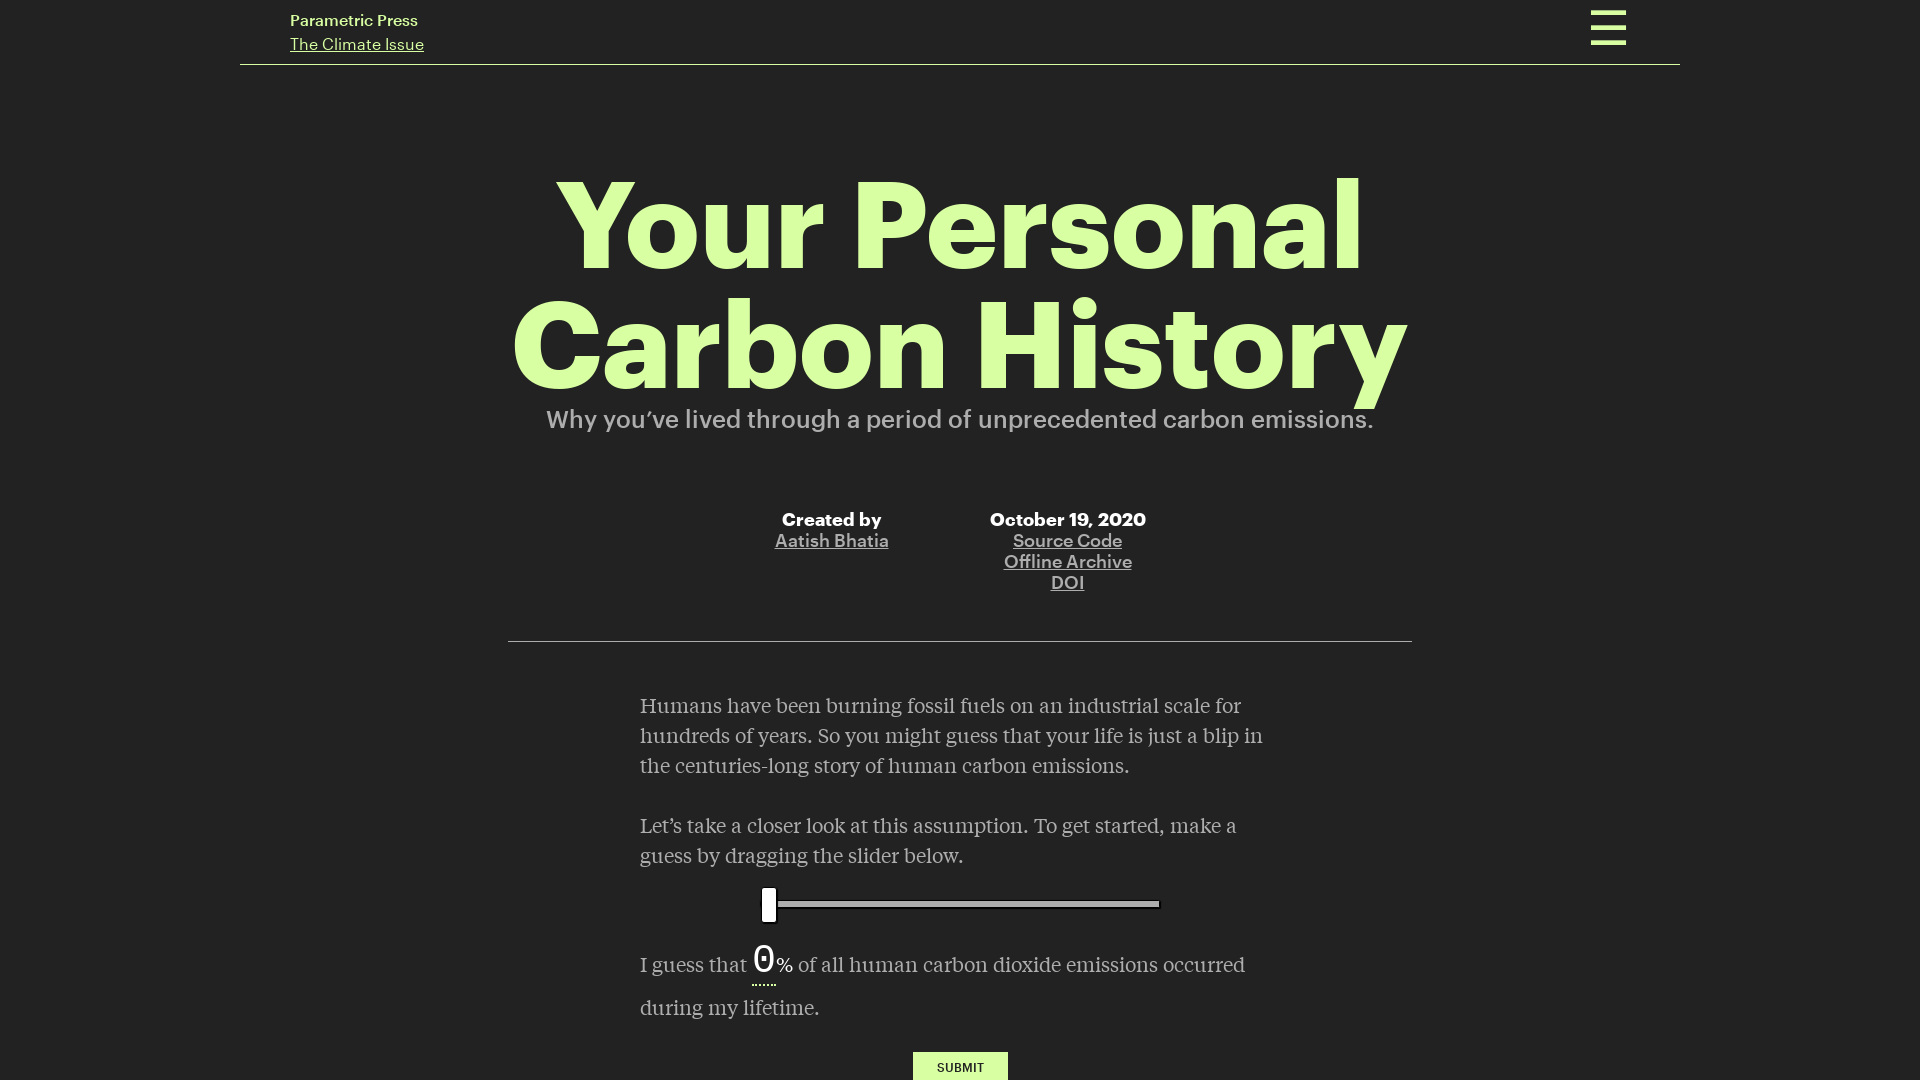 Parametric Press
The Climate Issue
Your Personal
Carbon History
Why you’ve lived through a period of unprecedented carbon emissions.
Created by
Aatish Bhatia
October 19, 2020
Source Code
Offline Archive
DOI
Humans have been burning fossil fuels on an industrial scale for
hundreds of years. So you might guess that your life is just a blip in
the centuries-long story of human carbon emissions.
Let’s take a closer look at this assumption. To get started, make a
guess by dragging the slider below.
I guess that 0% of all human carbon dioxide emissions occurred
during my lifetime.
SUBMIT